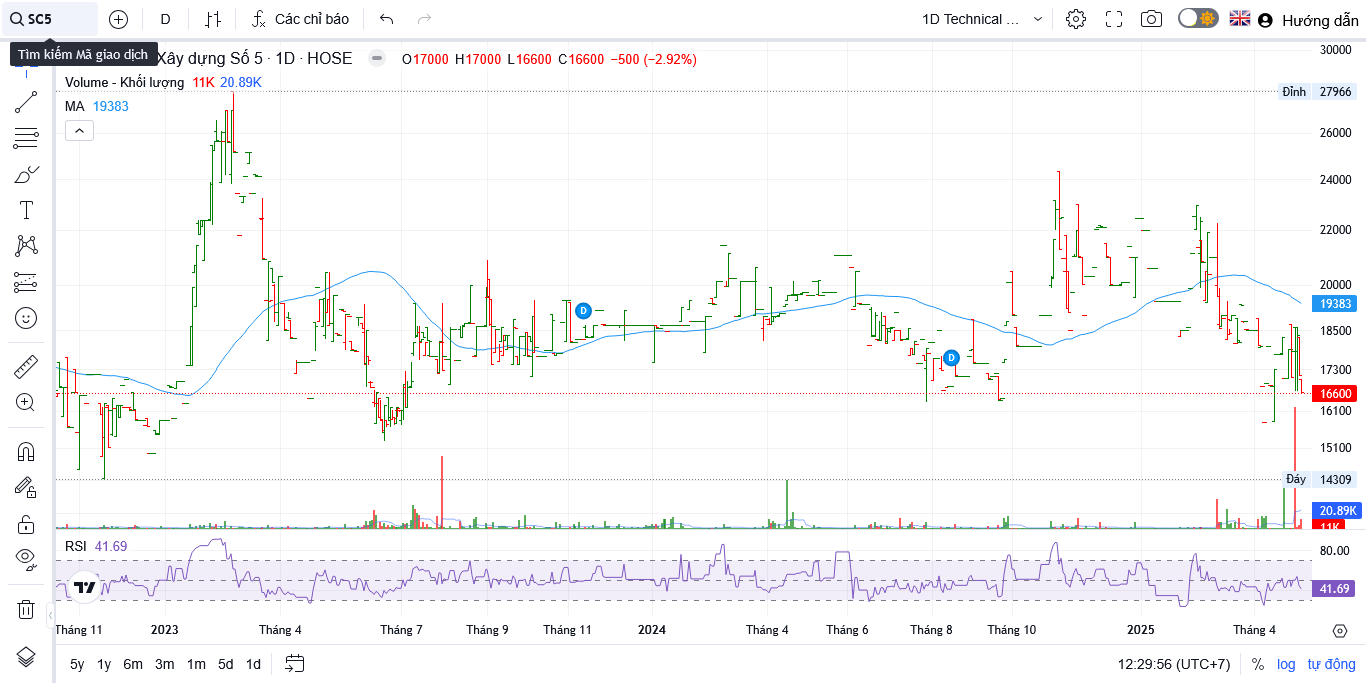 SC5
D
Các chỉ báo
1D Technical ...
Hướng dẫn
Tìm kiếm Mã giao dịch
Xây dựng Số 5 · 1D · HOSE
O17000 H17000 L16600 C16600 −500 (−2.92%)
Volume - Khối lượng 11K 20.89K
MA 19383
30000
Đỉnh 27966
26000
24000
22000
20000
19383
18500
17300
16600
16100
15100
Đáy 14309
20.89K
11K
D
D
RSI 41.69
80.00
41.69
Tháng 11 2023 Tháng 4 Tháng 7 Tháng 9 Tháng 11 2024 Tháng 4 Tháng 6 Tháng 8 Tháng 10 2025 Tháng 4
5y 1y 6m 3m 1m 5d 1d
12:29:56 (UTC+7) % log tự động